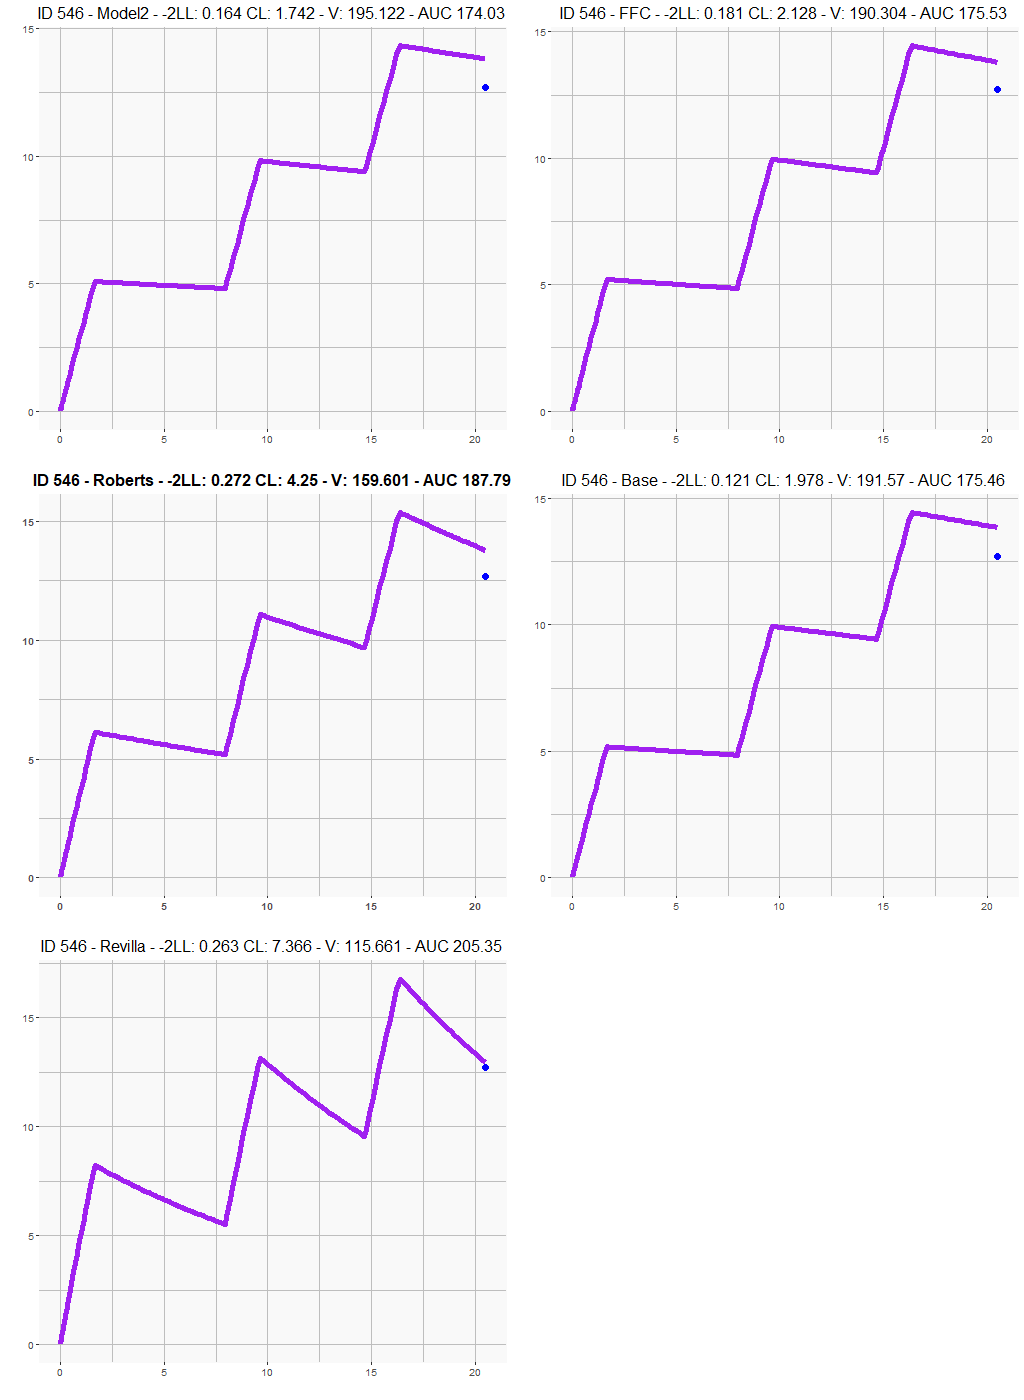 ID 546 - Model2 - -2LL: 0.164 CL: 1.742 - V: 195.122 - AUC 174.03
15
10
5
0
0 5 10 15 20
ID 546 - FFC - -2LL: 0.181 CL: 2.128 - V: 190.304 - AUC 175.53
15
10
5
0
0 5 10 15 20
ID 546 - Roberts - -2LL: 0.272 CL: 4.25 - V: 159.601 - AUC 187.79
15
10
5
0
0 5 10 15 20
ID 546 - Base - -2LL: 0.121 CL: 1.978 - V: 191.57 - AUC 175.46
15
10
5
0
0 5 10 15 20
ID 546 - Revilla - -2LL: 0.263 CL: 7.366 - V: 115.661 - AUC 205.35
15
10
5
0
0 5 10 15 20